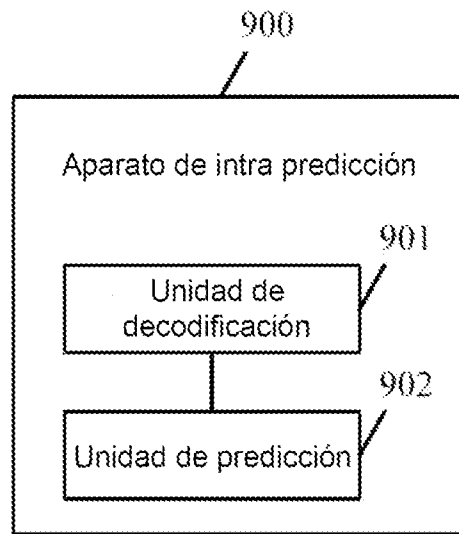 900
Aparato de intra predicción
901
Unidad de
decodificación
902
Unidad de predicción